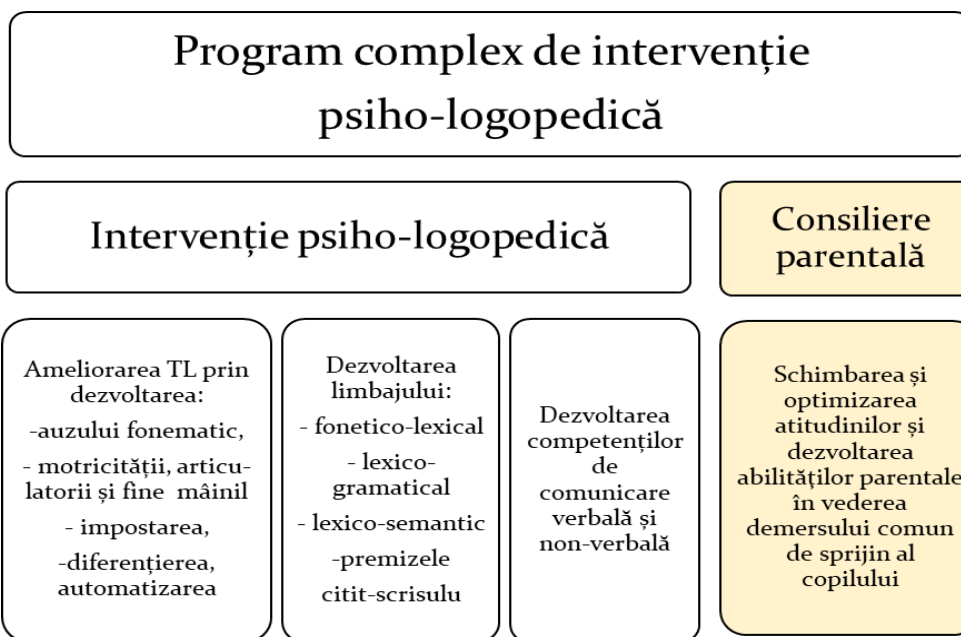 Program complex de intervenție
psiho-logopedică
Intervenție psiho-logopedică
Consiliere
parentală
Ameliorarea TL prin
dezvoltarea:
-auzului fonematic,
- motricității, articu-
latorii și fine mâinil
- impostarea,
-diferențierea,
automatizarea
Dezvoltarea
limbajului:
- fonetico-lexical
- lexico-
gramatical
- lexico-semantic
-premizele
citit-scrisulu
Dezvoltarea
competenților
de
comunicare
verbală și
non-verbală
Schimbarea și
optimizarea
atitudinilor și
dezvoltarea
abilităților parentale
în vederea
demersului comun
de sprijin al
copilului